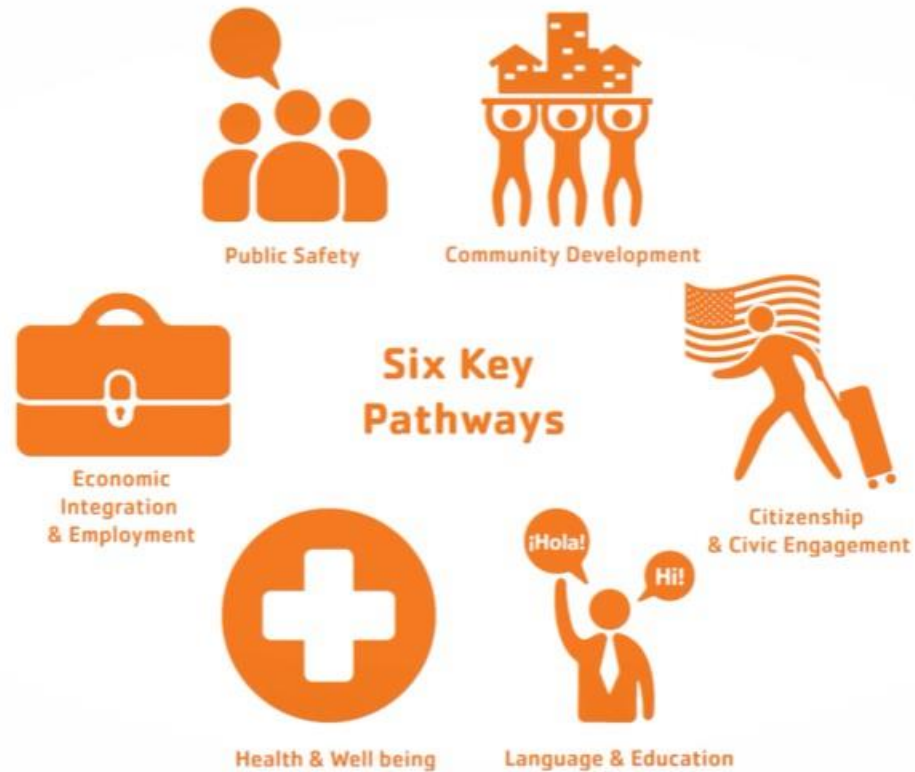 Public Safety
Community Development
Six Key
Pathways
Economic
Integration
& Employment
Citizenship
& Civic Engagement
¡Hola!
Hi!
Health & Well being
Language & Education